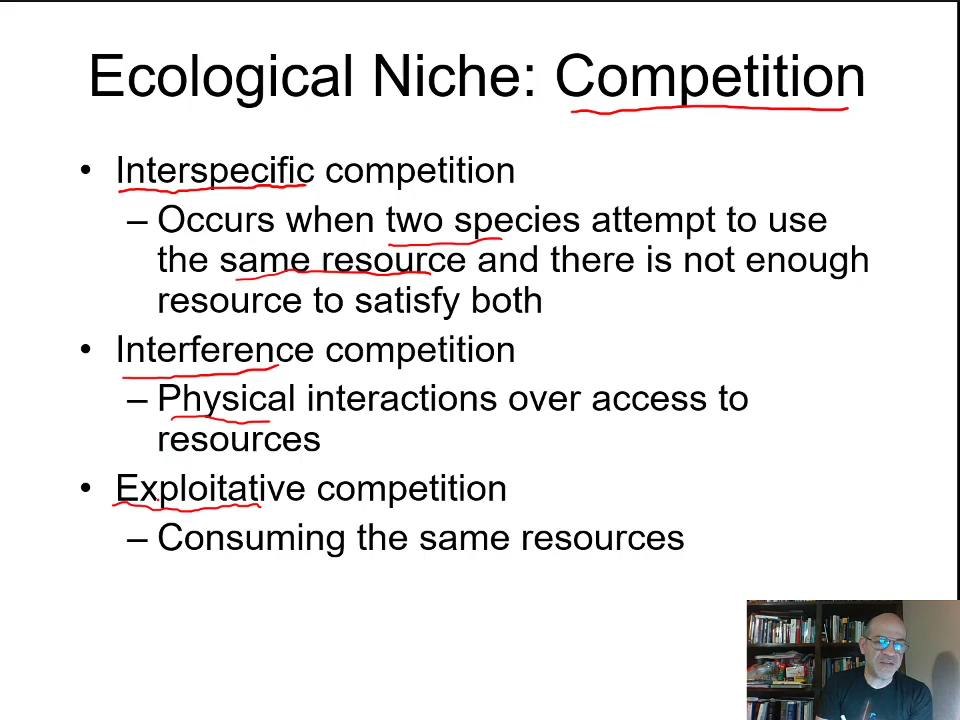 Ecological Niche: Competition
• Interspecific competition
– Occurs when two species attempt to use
the same resource and there is not enough
resource to satisfy both
• Interference competition
– Physical interactions over access to
resources
• Exploitative competition
– Consuming the same resources